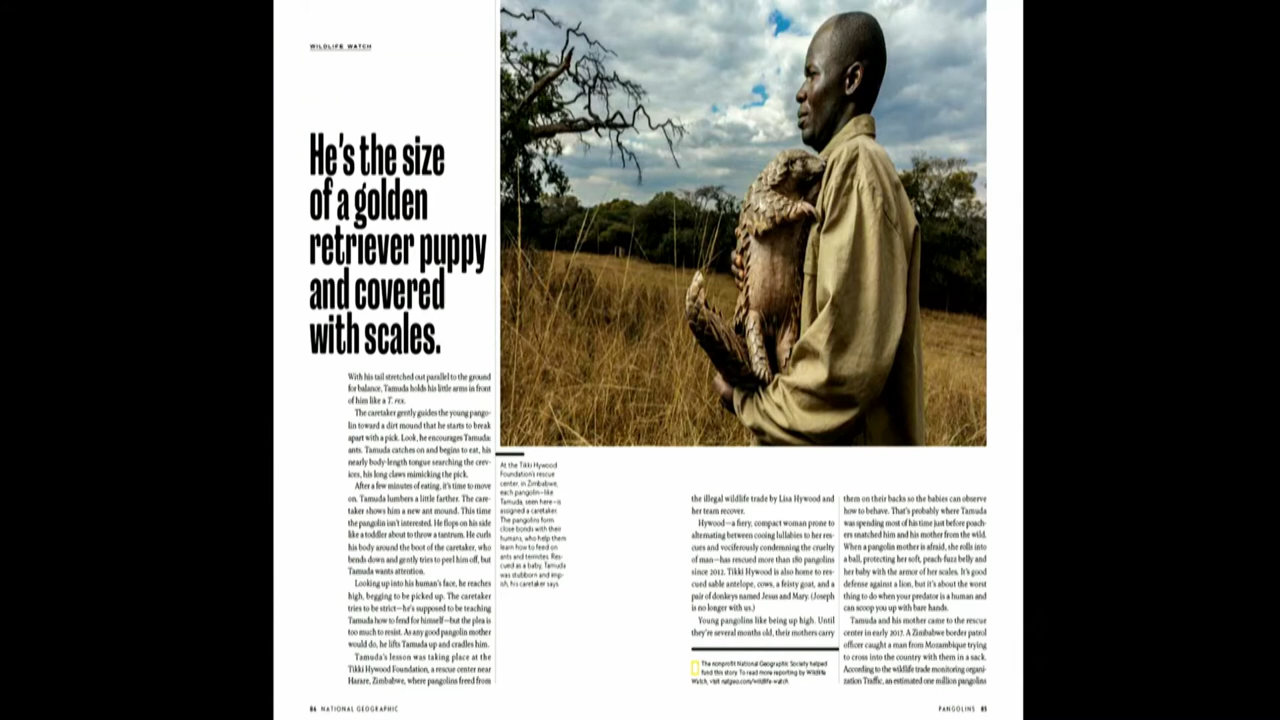 WILDLIFE WATCH
He's the size
of a golden
retriever puppy
and covered
with scales.
With his tail stretched out parallel to the ground
for balance, Tamuda holds his little arms in front
of him like a T. rex.
The caretaker gently guides the young pango-
lin toward a dirt mound that he starts to break
apart with a pick. Look, he encourages Tamuda:
ants. Tamuda catches on and begins to eat, his
nearly body-length tongue searching the crev-
ices, his long claws mimicking the pick.
After a few minutes of eating, it's time to move
on. Tamuda lumbers a little farther. The care-
taker shows him a new ant mound. This time
the pangolin isn't interested. He flops on his side
like a toddler about to throw a tantrum. He curls
his body around the boot of the caretaker, who
bends down and gently tries to peel him off, but
Tamuda wants attention.
Looking up into his human's face, he reaches
high, begging to be picked up. The caretaker
tries to be strict—he's supposed to be teaching
Tamuda how to fend for himself—but the plea is
too much to resist. As any good pangolin mother
would do, he lifts Tamuda up and cradles him.
Tamuda's lesson was taking place at the
Tikki Hywood Foundation, a rescue center near
Harare, Zimbabwe, where pangolins freed from
At the Tikki Hywood
Foundation's rescue
center, in Zimbabwe,
each pangolin—like
Tamuda, seen here—is
assigned a caretaker.
The pangolins form
close bonds with their
humans, who help them
learn how to feed on
ants and termites. Res-
cued as a baby, Tamuda
was stubborn and imp-
ish, his caretaker says.
the illegal wildlife trade by Lisa Hywood and
her team recover.
Hywood—a fiery, compact woman prone to
alternating between cooing lullabies to her res-
cues and vociferously condemning the cruelty
of man—has rescued more than 180 pangolins
since 2012. Tikki Hywood is also home to res-
cued sable antelope, cows, a feisty goat, and a
pair of donkeys named Jesus and Mary. (Joseph
is no longer with us.)
Young pangolins like being up high. Until
they're several months old, their mothers carry
The nonprofit National Geographic Society helped
fund this story. To read more reporting by Wildlife
Watch, visit natgeo.com/wildlife-watch.
them on their backs so the babies can observe
how to behave. That's probably where Tamuda
was spending most of his time just before poach-
ers snatched him and his mother from the wild.
When a pangolin mother is afraid, she rolls into
a ball, protecting her soft, peach-fuzz belly and
her baby with the armor of her scales. It's good
defense against a lion, but it's about the worst
thing to do when your predator is a human and
can scoop you up with bare hands.
Tamuda and his mother came to the rescue
center in early 2017. A Zimbabwe border patrol
officer caught a man from Mozambique trying
to cross into the country with them in a sack.
According to the wildlife trade monitoring organi-
zation Traffic, an estimated one million pangolins
84 NATIONAL GEOGRAPHIC
PANGOLINS 85